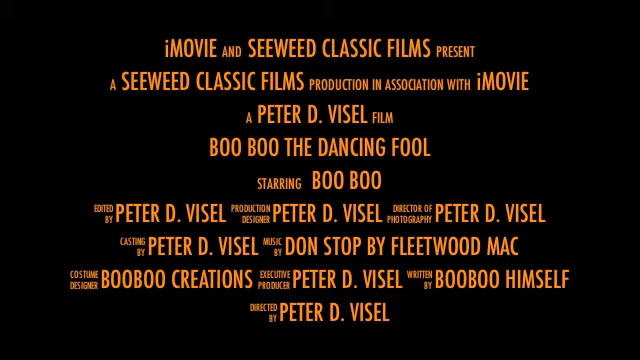 iMOVIE AND SEEWEED CLASSIC FILMS PRESENT
A SEEWEED CLASSIC FILMS PRODUCTION IN ASSOCIATION WITH iMOVIE
A PETER D. VISEL FILM
BOO BOO THE DANCING FOOL
STARRING BOO BOO
EDITED BY PETER D. VISEL PRODUCTION DESIGNER PETER D. VISEL DIRECTOR OF PHOTOGRAPHY PETER D. VISEL
CASTING BY PETER D. VISEL MUSIC BY DON STOP BY FLEETWOOD MAC
COSTUME DESIGNER BOOBOO CREATIONS EXECUTIVE PRODUCER PETER D. VISEL WRITTEN BY BOOBOO HIMSELF
DIRECTED BY PETER D. VISEL